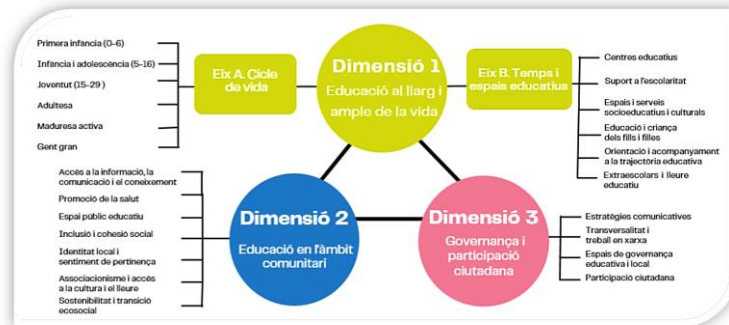 Primera infància (0-6)
Infància i adolescència (5-16)
Joventut (15-29 )
Adultesa
Maduresa activa
Gent gran
Eix A. Cicle
de vida
Dimensió 1
Educació al llarg i
ample de la vida
Eix B. Temps i
espais educatius
Centres educatius
Suport a l'escolaritat
Espais i serveis
socioeducatius i culturals
Educació i criança
dels fills i filles
Orientació i acompanyament
a la trajectòria educativa
Extraescolars i lleure
educatiu
Accés a la informació, la
comunicació i el coneixement
Promoció de la salut
Espai públic educatiu
Inclusió i cohesió social
Identitat local i
sentiment de pertinença
Associacionisme i accés
a la cultura i el lleure
Sostenibilitat i transició
ecosocial
Dimensió 2
Educació en l'àmbit
comunitari
Dimensió 3
Governança i
participació
ciutadana
Estratègies comunicatives
Transversalitat i
treball en xarxa
Espais de governança
educativa i local
Participació ciutadana